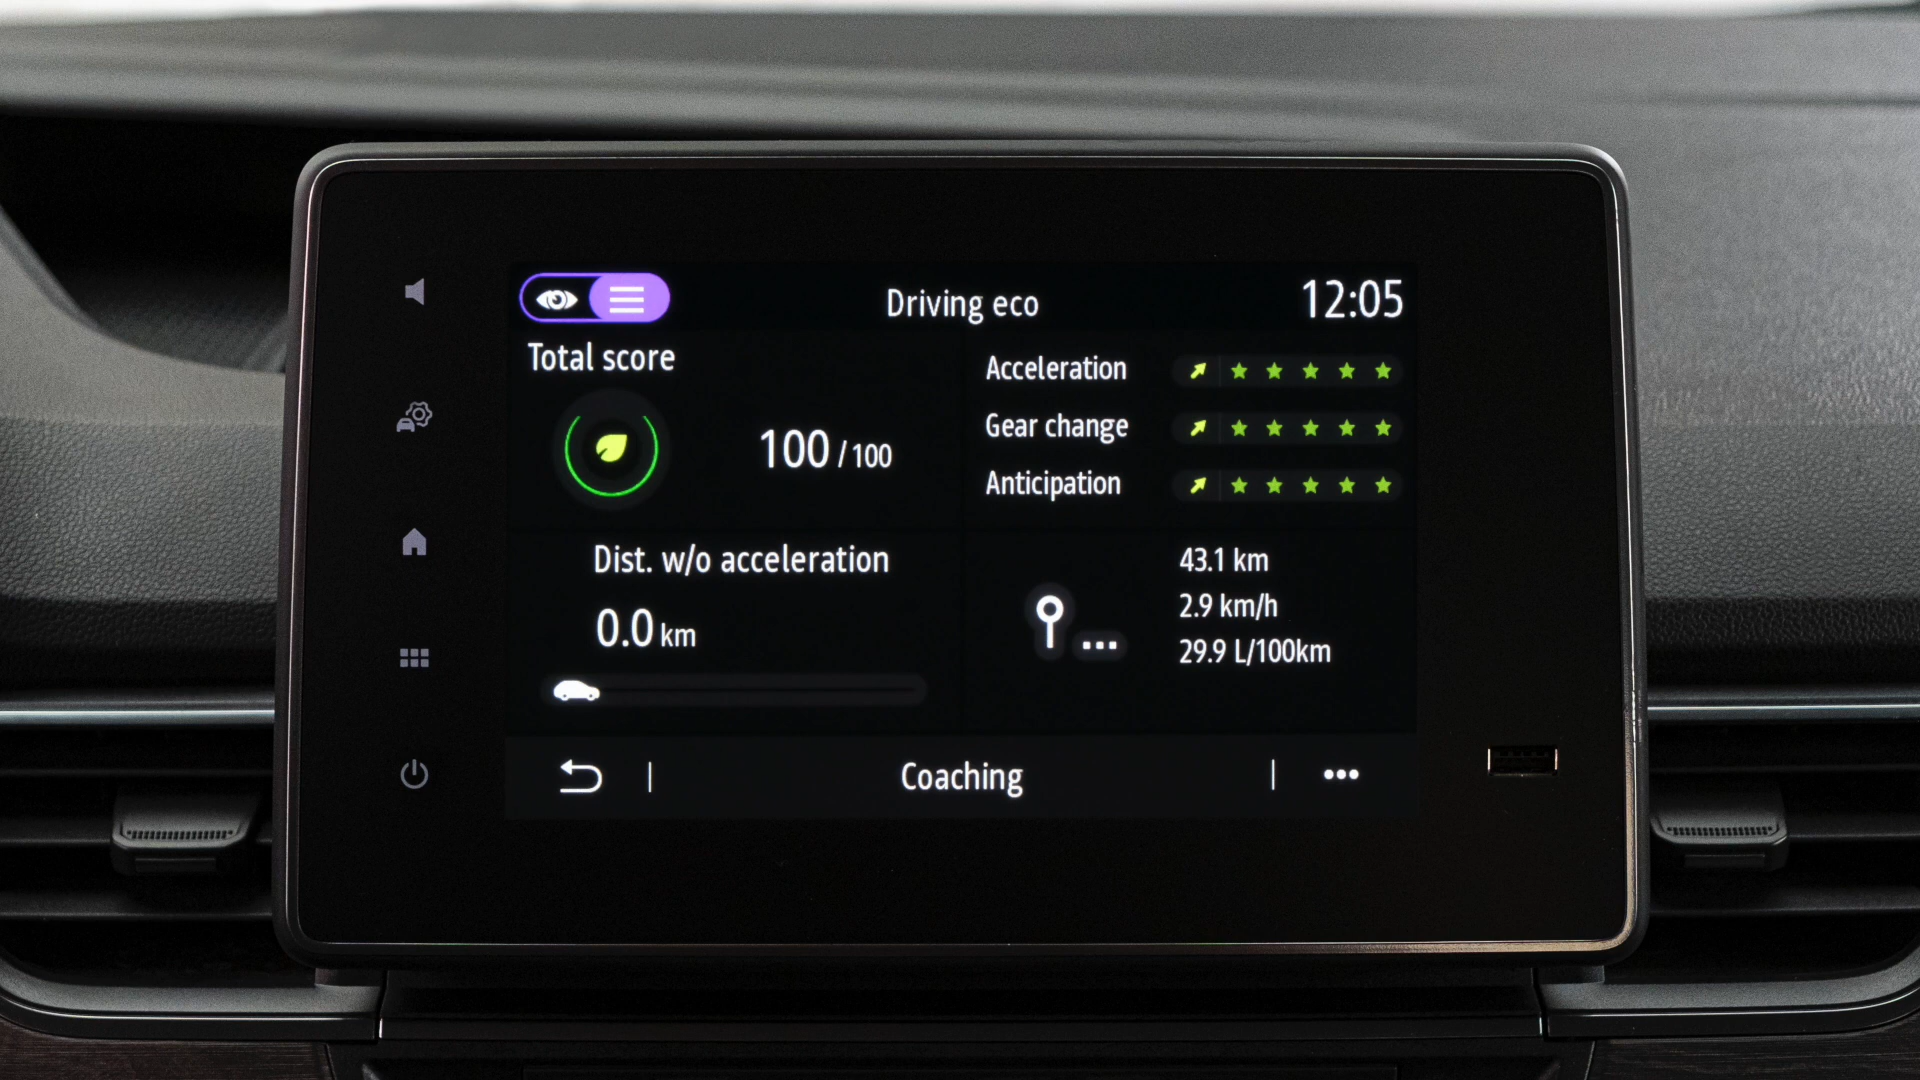 Driving eco
12:05
Total score
100/100
Acceleration
Gear change
Anticipation
Dist. w/o acceleration
0.0 km
43.1 km
2.9 km/h
29.9 L/100km
Coaching